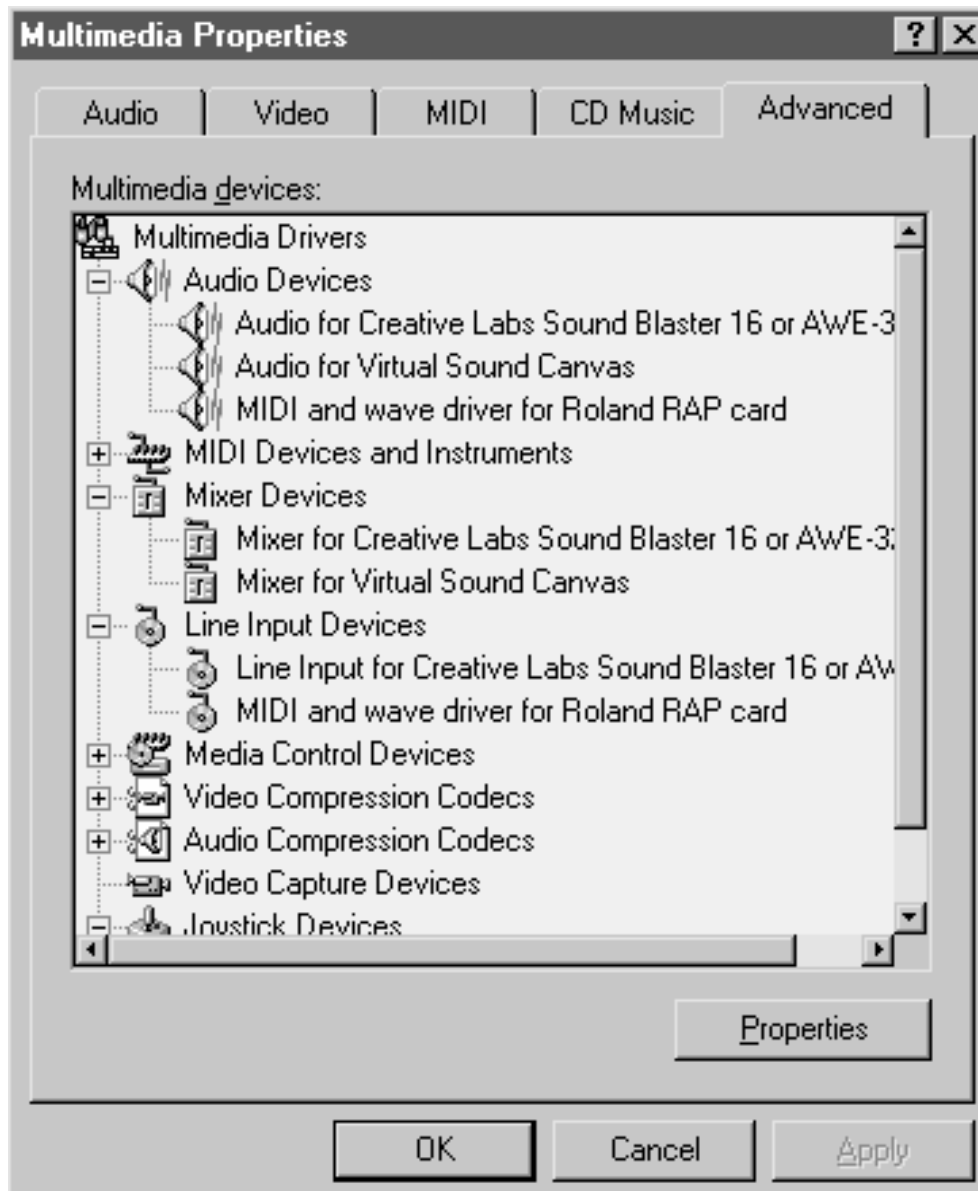 Multimedia Properties
Audio Video MIDI CD Music Advanced
Multimedia devices:
Multimedia Drivers
Audio Devices
Audio for Creative Labs Sound Blaster 16 or AWE-3
Audio for Virtual Sound Canvas
MIDI and wave driver for Roland RAP card
MIDI Devices and Instruments
Mixer Devices
Mixer for Creative Labs Sound Blaster 16 or AWE-32
Mixer for Virtual Sound Canvas
Line Input Devices
Line Input for Creative Labs Sound Blaster 16 or AW
MIDI and wave driver for Roland RAP card
Media Control Devices
Video Compression Codecs
Audio Compression Codecs
Video Capture Devices
Joystick Devices
Properties
OK Cancel Apply